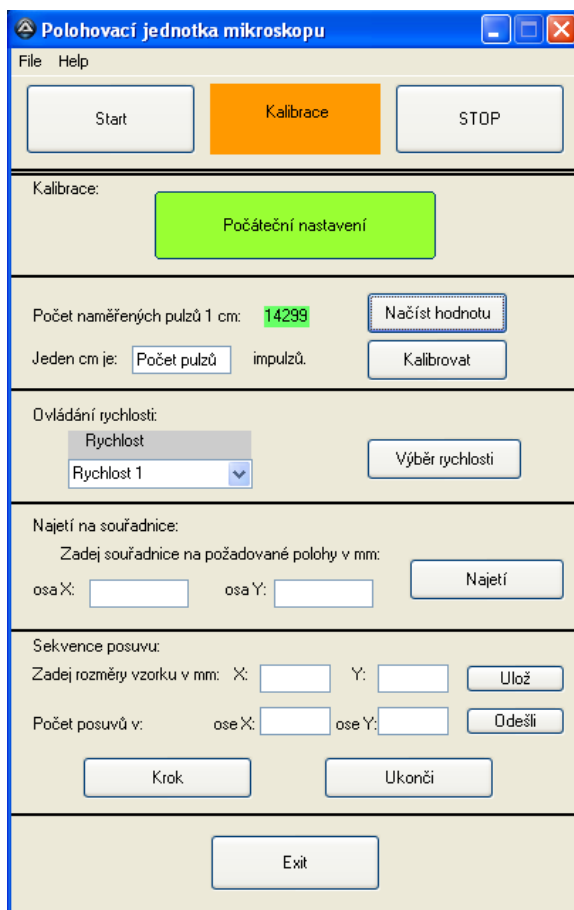 Polohovací jednotka mikroskopu
File Help
Start Kalibrace STOP
Kalibrace:
Počáteční nastavení
Počet naměřených pulzů 1 cm: 14299 Načíst hodnotu
Jeden cm je: Počet pulzů impulzů. Kalibrovat
Ovládání rychlosti:
Rychlost
Rychlost 1 Výběr rychlosti
Najetí na souřadnice:
Zadej souřadnice na požadované polohy v mm:
osa X: osa Y: Najetí
Sekvence posuvu:
Zadej rozměry vzorku v mm: X: Y: Ulož
Počet posuvů v: ose X: ose Y: Odešli
Krok Ukonči
Exit